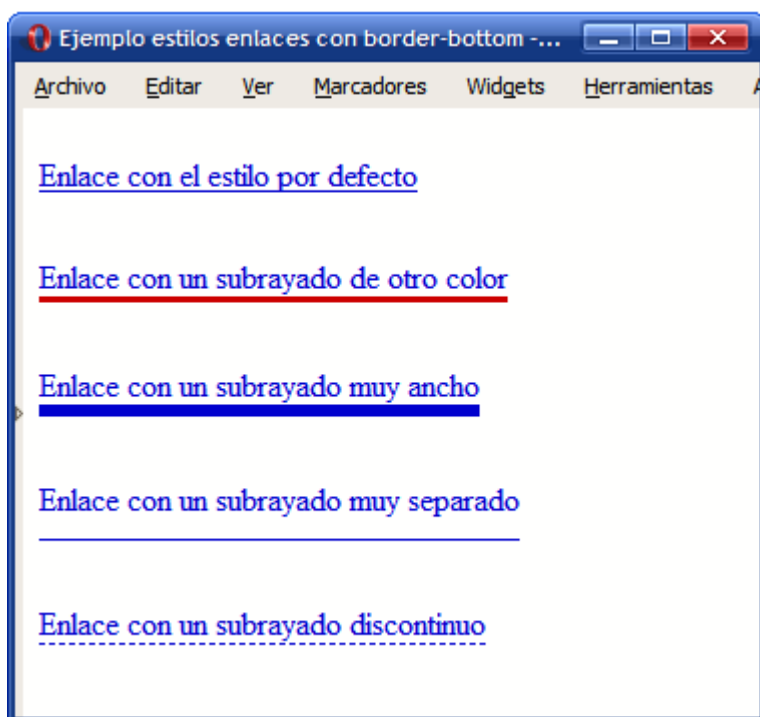 Ejemplo estilos enlaces con border-bottom -...
Archivo Editar Ver Marcadores Widgets Herramientas
Enlace con el estilo por defecto
Enlace con un subrayado de otro color
Enlace con un subrayado muy ancho
Enlace con un subrayado muy separado
Enlace con un subrayado discontinuo